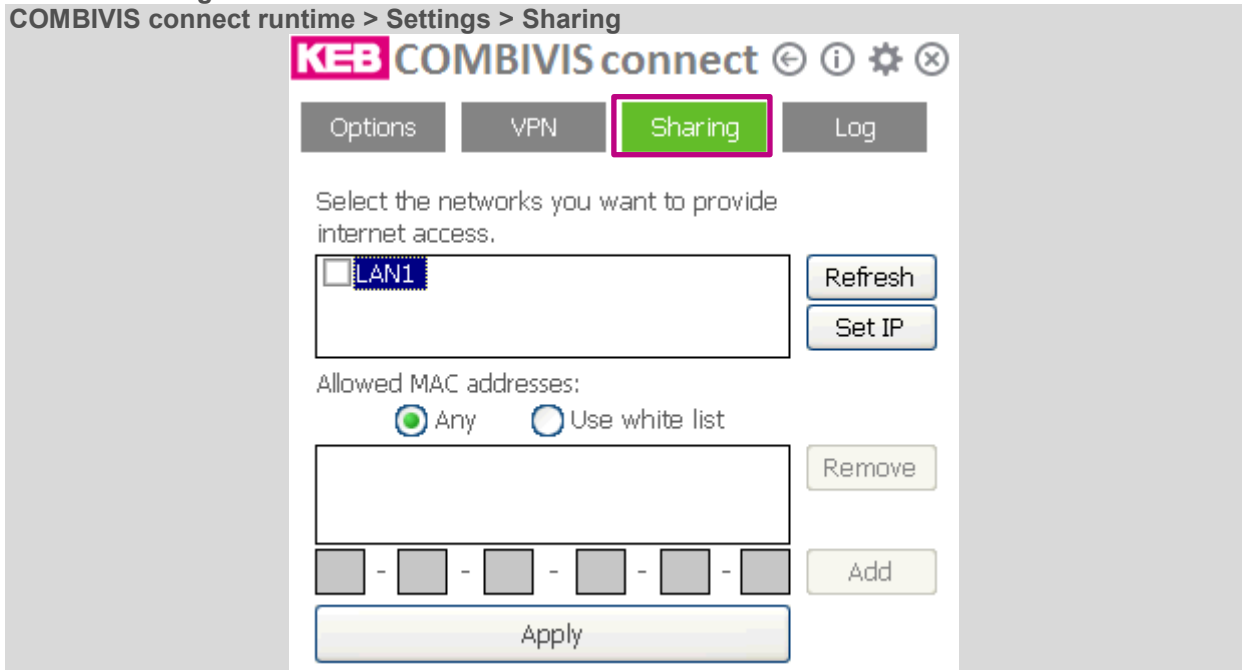 COMBIVIS connect runtime > Settings > Sharing
KEB COMBIVIS connect
Options VPN Sharing Log
Select the networks you want to provide
internet access.
LAN1
Refresh
Set IP
Allowed MAC addresses:
Any Use white list
Remove
- - - - -
Add
Apply